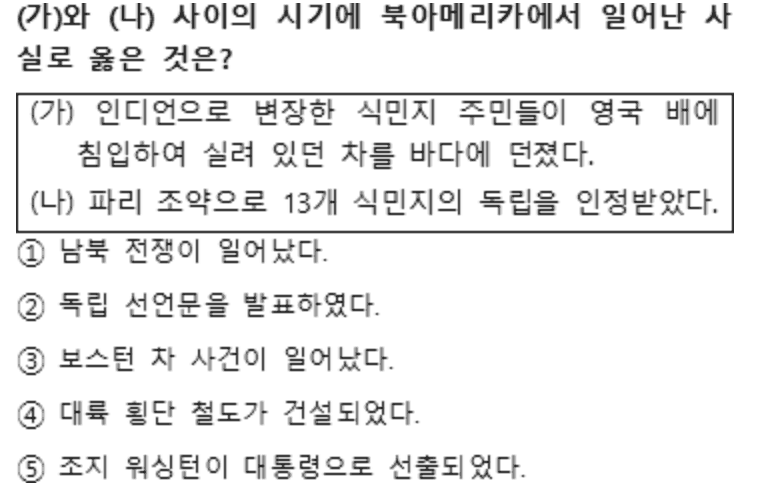 (가)와 (나) 사이의 시기에 북아메리카에서 일어난 사
실로 옳은 것은?
(가) 인디언으로 변장한 식민지 주민들이 영국 배에
침입하여 실려 있던 차를 바다에 던졌다.
(나) 파리 조약으로 13개 식민지의 독립을 인정받았다.
① 남북 전쟁이 일어났다.
② 독립 선언문을 발표하였다.
③ 보스턴 차 사건이 일어났다.
④ 대륙 횡단 철도가 건설되었다.
⑤ 조지 워싱턴이 대통령으로 선출되었다.